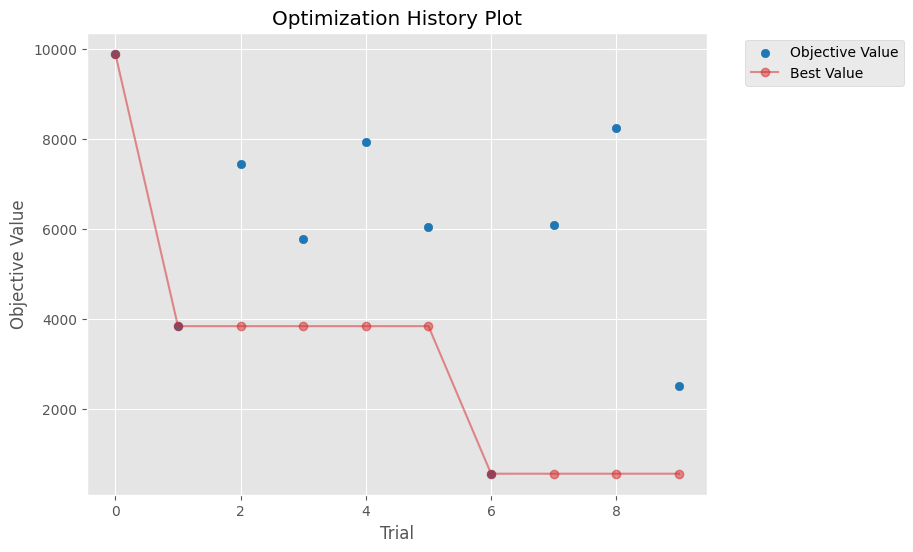 Optimization History Plot
Objective Value
Best Value
Objective Value
10000
8000
6000
4000
2000
0 2 4 6 8
Trial